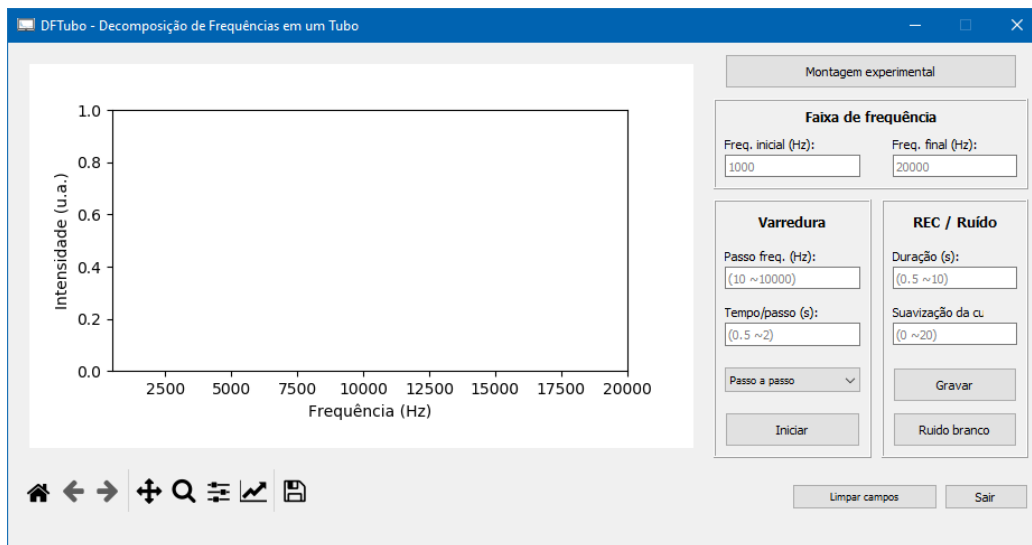 DFTubo - Decomposição de Frequências em um Tubo
Montagem experimental
Faixa de frequência
Freq. inicial (Hz):
Freq. final (Hz):
1000
20000
1.0
0.8
0.6
0.4
0.2
0.0
Intensidade (u.a.)
2500 5000 7500 10000 12500 15000 17500 20000
Frequência (Hz)
Varredura
Passo freq. (Hz):
(10 ~10000)
Tempo/passo (s):
(0.5 ~2)
Passo a passo
Iniciar
REC / Ruído
Duração (s):
(0.5 ~10)
Suavização da cu
(0 ~20)
Gravar
Ruido branco
Limpar campos
Sair